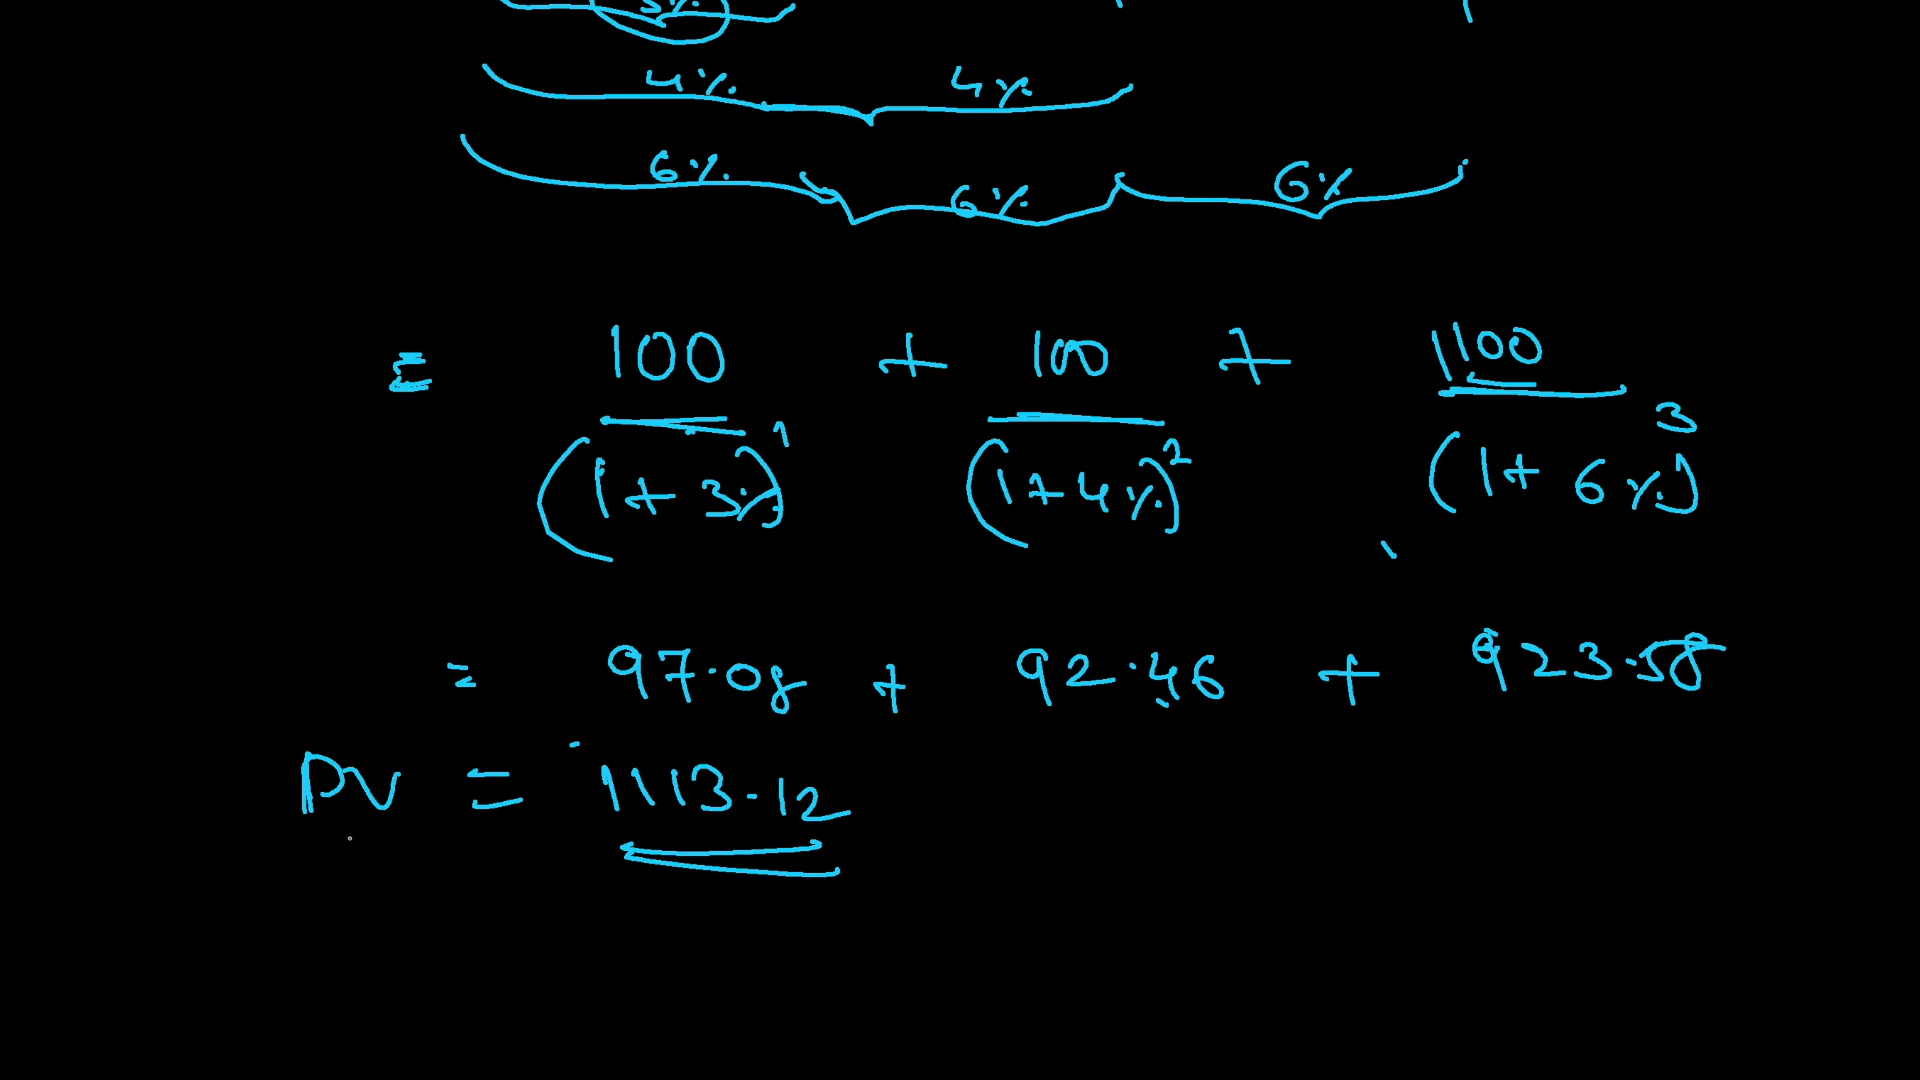 3%
4% 4%
6% 6% 6%
= 100 + 100 + 1100
(1+3%)^1 (1+4%)^2 (1+6%)^3
= 97.08 + 92.46 + 923.58
PV = 1113.12